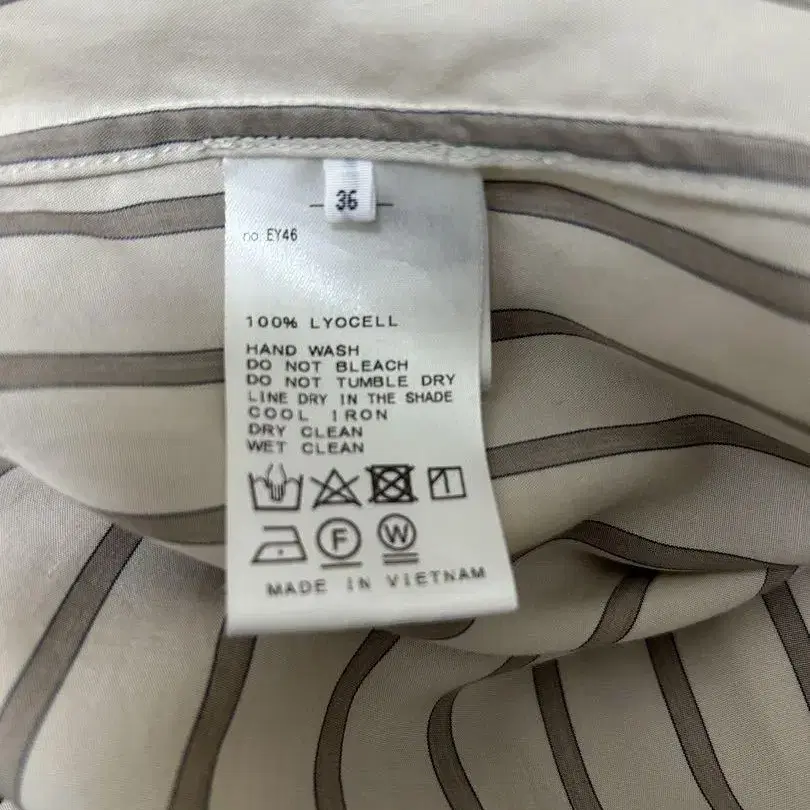 36
no EY46
100% LYOCELL
HAND WASH
DO NOT BLEACH
DO NOT TUMBLE DRY
LINE DRY IN THE SHADE
COOL IRON
DRY CLEAN
WET CLEAN
F W
MADE IN VIETNAM